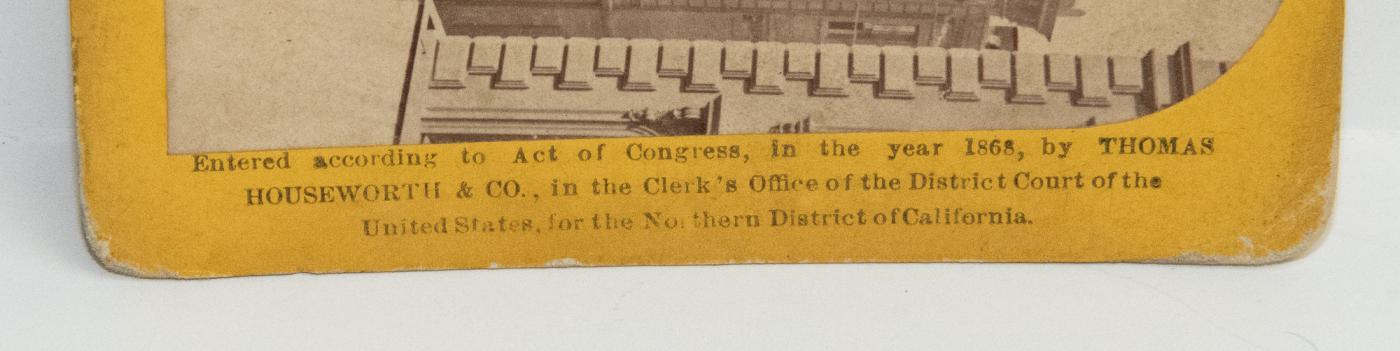 Entered according to Act of Congress, in the year 1868, by THOMAS
HOUSEWORTH & CO., in the Clerk's Office of the District Court of the
United States, for the Northern District of California.